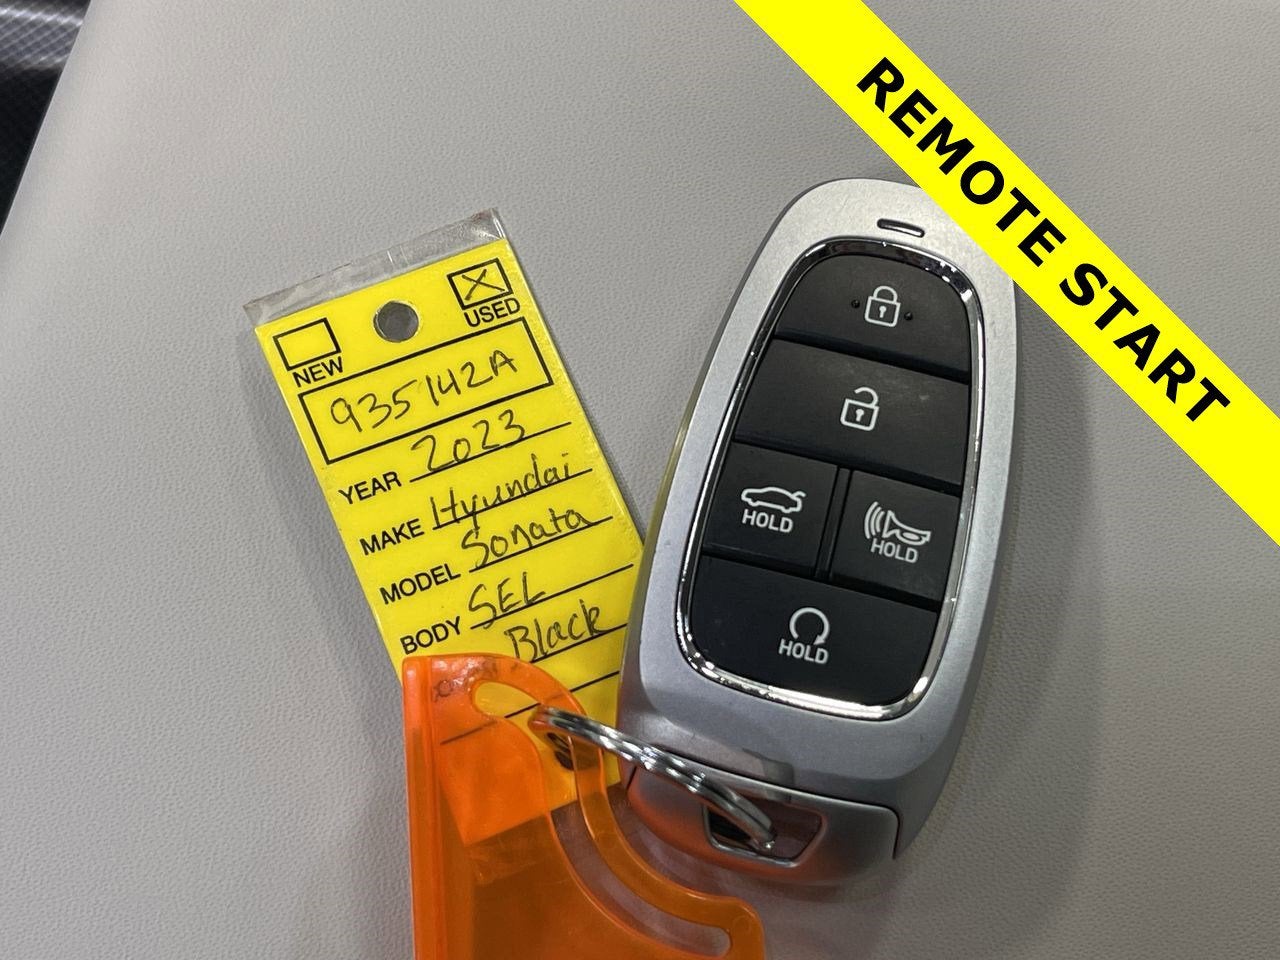 REMOTE START
USED
NEW
935142A
YEAR 2023
MAKE Hyundai
MODEL Sonata
BODY SEL
Black
HOLD
HOLD
HOLD